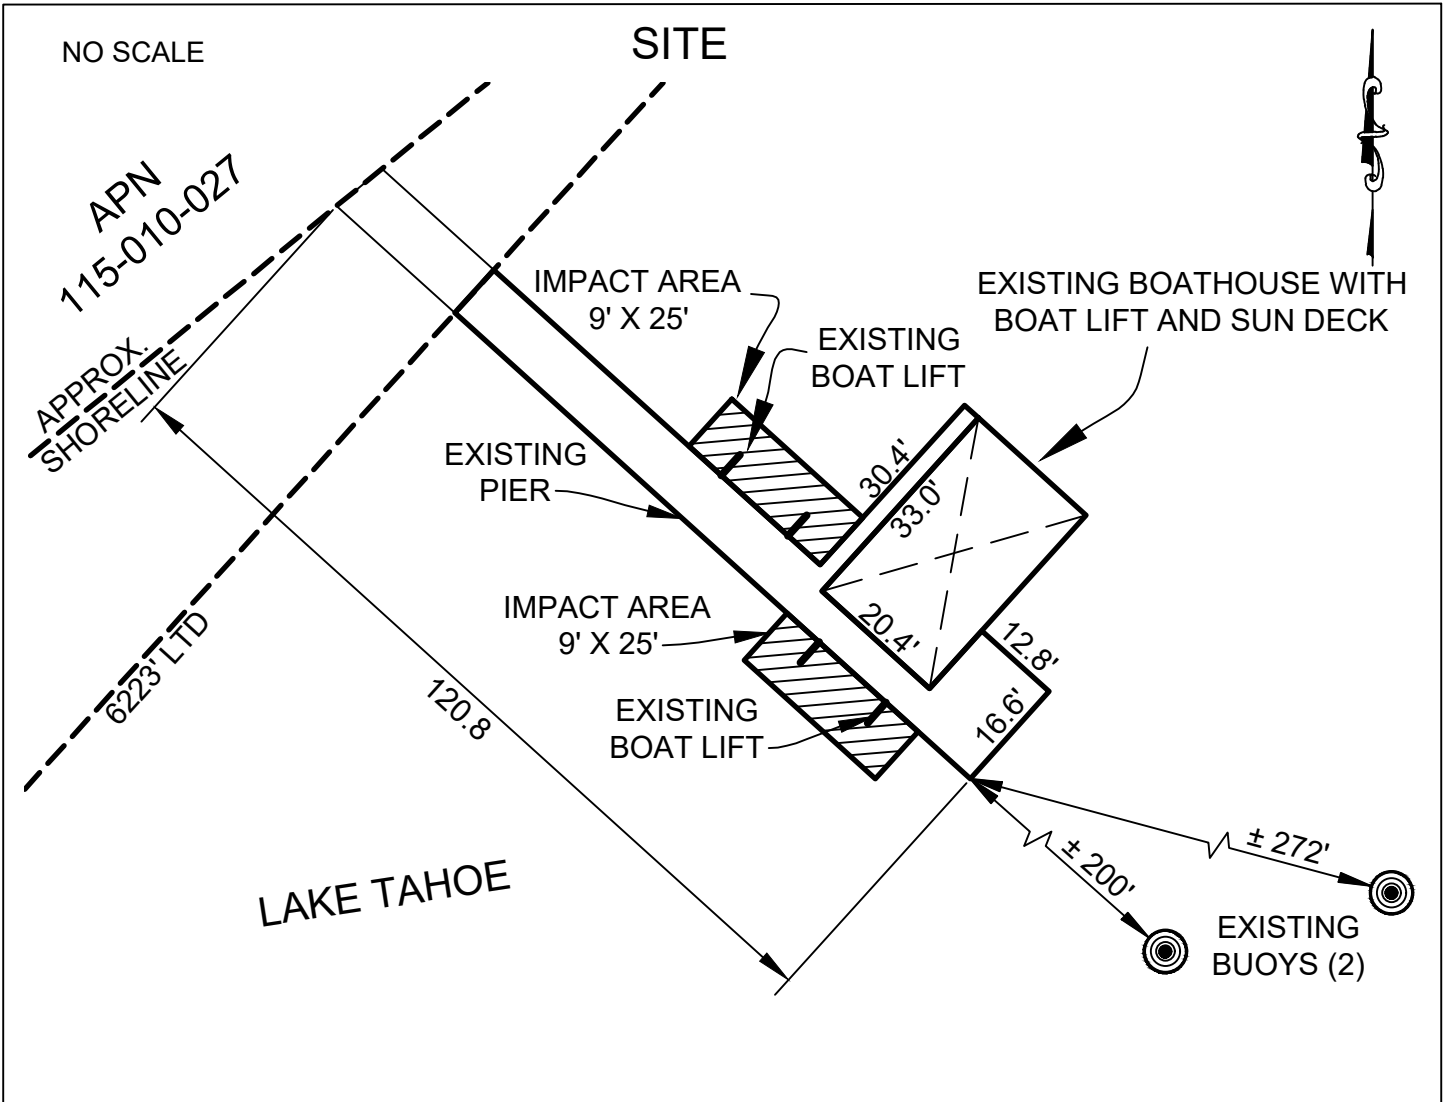 NO SCALE
SITE
APN
115-010-027
IMPACT AREA
9' X 25'
EXISTING BOATHOUSE WITH
BOAT LIFT AND SUN DECK
EXISTING
BOAT LIFT
APPROX.
SHORELINE
EXISTING
PIER
30.4'
33.0'
20.4'
12.8'
16.6'
IMPACT AREA
9' X 25'
6223' LTD
120.8
EXISTING
BOAT LIFT
± 272'
± 200'
LAKE TAHOE
EXISTING
BUOYS (2)